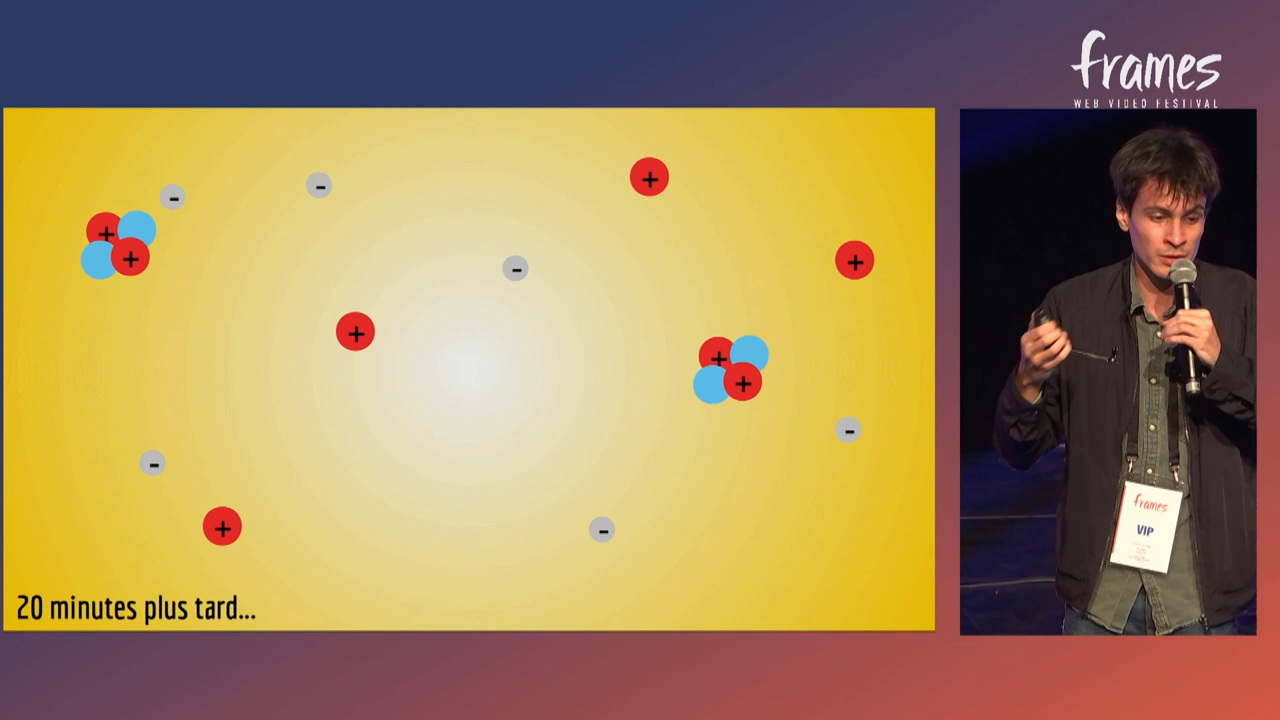 frames
WEB VIDEO FESTIVAL
-
-
+
+
+
-
+
+
+
+
-
-
+
-
20 minutes plus tard...
frames
VIP